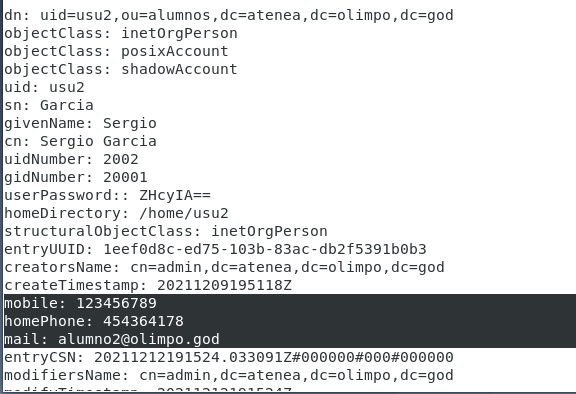 dn: uid=usu2,ou=alumnos,dc=atenea,dc=olimpo,dc=god
objectClass: inetOrgPerson
objectClass: posixAccount
objectClass: shadowAccount
uid: usu2
sn: Garcia
givenName: Sergio
cn: Sergio Garcia
uidNumber: 2002
gidNumber: 20001
userPassword:: ZHcyIA==
homeDirectory: /home/usu2
structuralObjectClass: inetOrgPerson
entryUUID: 1eef0d8c-ed75-103b-83ac-db2f5391b0b3
creatorsName: cn=admin,dc=atenea,dc=olimpo,dc=god
createTimestamp: 20211209195118Z
mobile: 123456789
homePhone: 454364178
mail: alumno2@olimpo.god
entryCSN: 20211212191524.033091Z#000000#000#000000
modifiersName: cn=admin,dc=atenea,dc=olimpo,dc=god
modifyTimestamp: 20211212191524Z